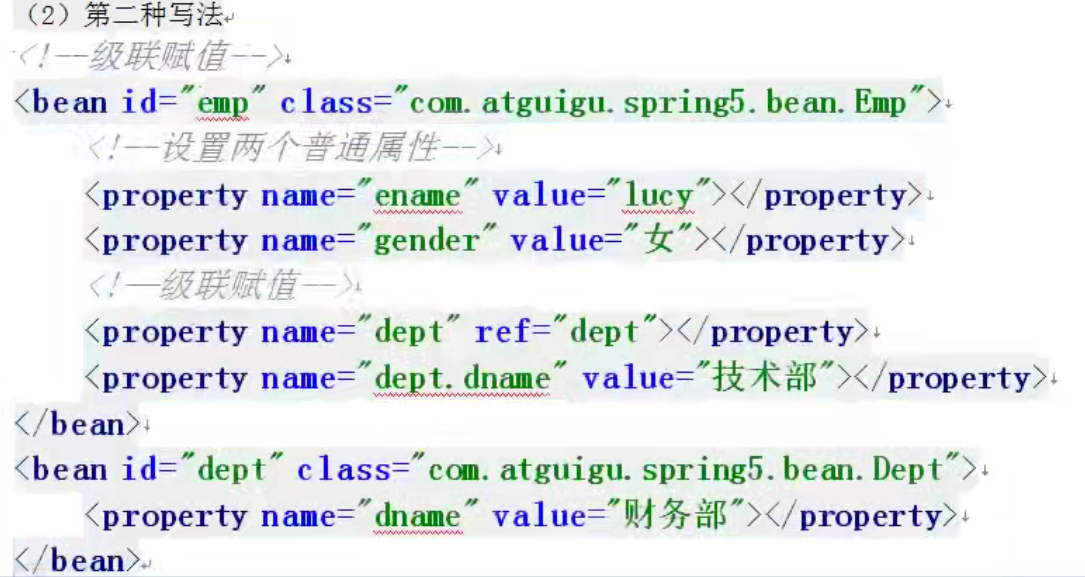 （2）第二种写法
<!--级联赋值-->
<bean id="emp" class="com.atguigu.spring5.bean.Emp">
<!--设置两个普通属性-->
<property name="ename" value="lucy"></property>
<property name="gender" value="女"></property>
<!--级联赋值-->
<property name="dept" ref="dept"></property>
<property name="dept.dname" value="技术部"></property>
</bean>
<bean id="dept" class="com.atguigu.spring5.bean.Dept">
<property name="dname" value="财务部"></property>
</bean>